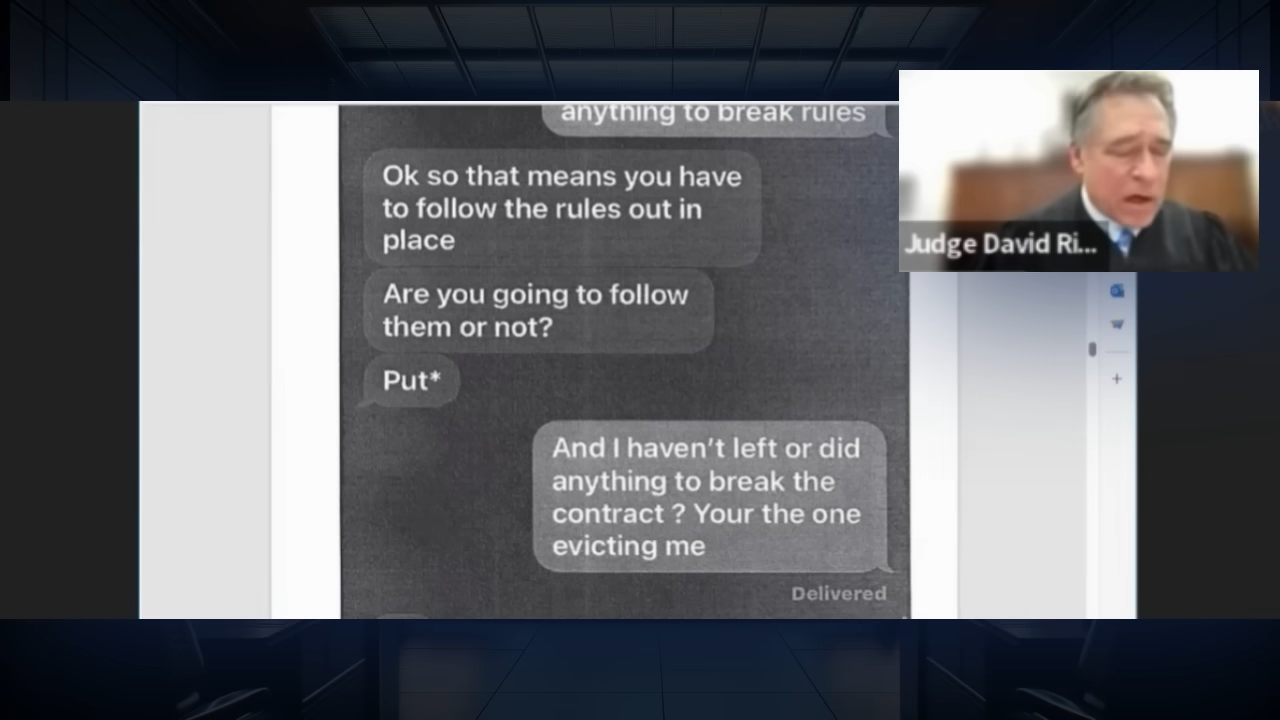 anything to break rules
Ok so that means you have
to follow the rules out in
place
Are you going to follow
them or not?
Put*
And I haven't left or did
anything to break the
contract ? Your the one
evicting me
Delivered
Judge David Ri...